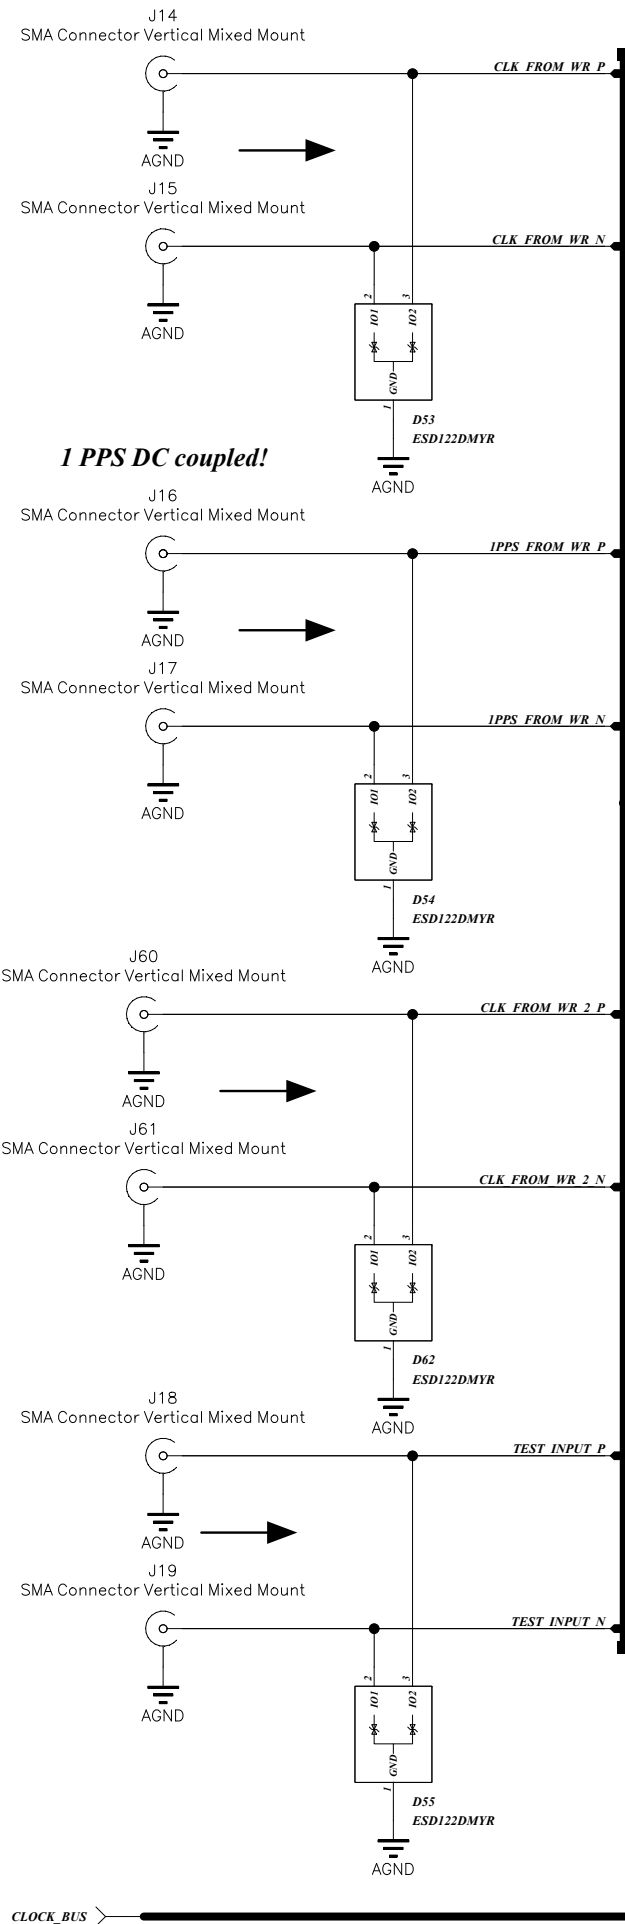 J14
SMA Connector Vertical Mixed Mount
CLK_FROM_WR_P
AGND
J15
SMA Connector Vertical Mixed Mount
CLK_FROM_WR_N
AGND
2
3
IO1
IO2
GND
1
D53
ESD122DMYR
AGND
1 PPS DC coupled!
J16
SMA Connector Vertical Mixed Mount
1PPS_FROM_WR_P
AGND
J17
SMA Connector Vertical Mixed Mount
1PPS_FROM_WR_N
AGND
2
3
IO1
IO2
GND
1
D54
ESD122DMYR
AGND
J60
SMA Connector Vertical Mixed Mount
CLK_FROM_WR_2_P
AGND
J61
SMA Connector Vertical Mixed Mount
CLK_FROM_WR_2_N
AGND
2
3
IO1
IO2
GND
1
D62
ESD122DMYR
AGND
J18
SMA Connector Vertical Mixed Mount
TEST_INPUT_P
AGND
J19
SMA Connector Vertical Mixed Mount
TEST_INPUT_N
AGND
2
3
IO1
IO2
GND
1
D55
ESD122DMYR
AGND
CLOCK_BUS